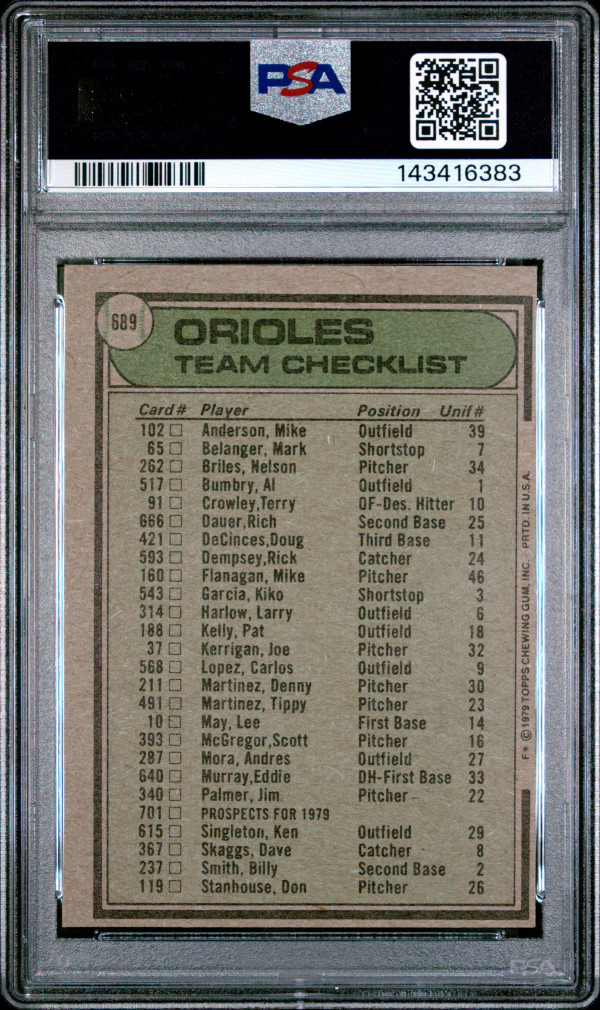 PSA
143416383
689
ORIOLES
TEAM CHECKLIST
Card # Player Position Unif #
102 Anderson, Mike Outfield 39
65 Belanger, Mark Shortstop 7
262 Briles, Nelson Pitcher 34
517 Bumbry, Al Outfield 1
91 Crowley,Terry OF-Des. Hitter 10
666 Dauer,Rich Second Base 25
421 DeCinces,Doug Third Base 11
593 Dempsey,Rick Catcher 24
160 Flanagan, Mike Pitcher 46
543 Garcia, Kiko Shortstop 3
314 Harlow, Larry Outfield 6
188 Kelly, Pat Outfield 18
37 Kerrigan, Joe Pitcher 32
568 Lopez, Carlos Outfield 9
211 Martinez, Denny Pitcher 30
491 Martinez, Tippy Pitcher 23
10 May, Lee First Base 14
393 McGregor,Scott Pitcher 16
287 Mora, Andres Outfield 27
640 Murray,Eddie DH-First Base 33
340 Palmer, Jim Pitcher 22
701 PROSPECTS FOR 1979
615 Singleton, Ken Outfield 29
367 Skaggs, Dave Catcher 8
237 Smith, Billy Second Base 2
119 Stanhouse, Don Pitcher 26
F* © 1979 TOPPS CHEWING GUM, INC. PRTD. IN U.S.A.
PSA